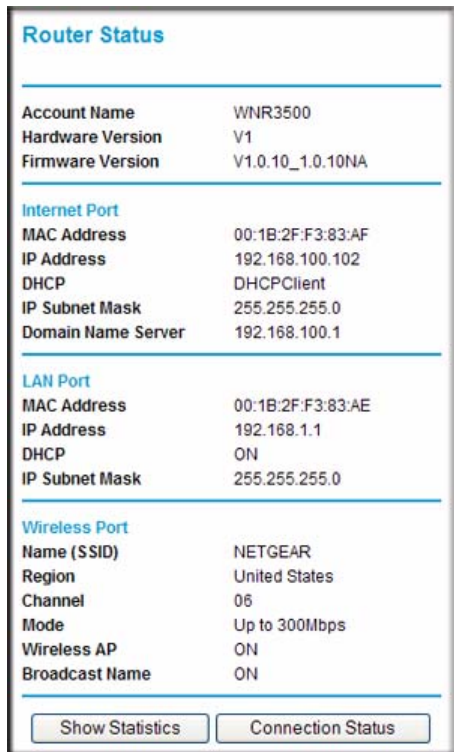 Router Status
Account Name WNR3500
Hardware Version V1
Firmware Version V1.0.10_1.0.10NA
Internet Port
MAC Address 00:1B:2F:F3:83:AF
IP Address 192.168.100.102
DHCP DHCPClient
IP Subnet Mask 255.255.255.0
Domain Name Server 192.168.100.1
LAN Port
MAC Address 00:1B:2F:F3:83:AE
IP Address 192.168.1.1
DHCP ON
IP Subnet Mask 255.255.255.0
Wireless Port
Name (SSID) NETGEAR
Region United States
Channel 06
Mode Up to 300Mbps
Wireless AP ON
Broadcast Name ON
Show Statistics Connection Status